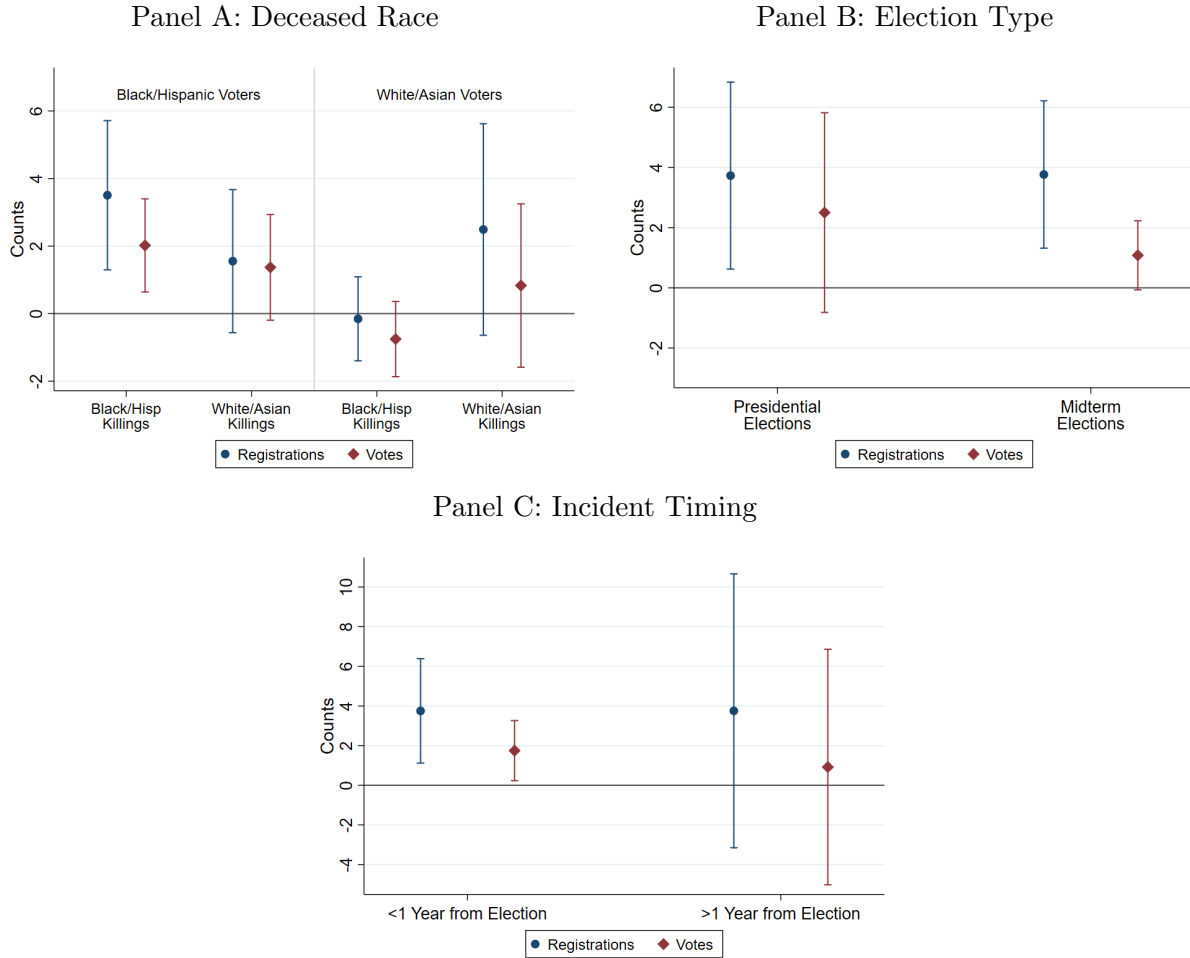 Panel A: Deceased Race
Black/Hispanic Voters
White/Asian Voters
Counts
6
4
2
0
-2
Black/Hisp
Killings
White/Asian
Killings
Black/Hisp
Killings
White/Asian
Killings
Registrations
Votes
Panel B: Election Type
Counts
6
4
2
0
-2
Presidential
Elections
Midterm
Elections
Registrations
Votes
Panel C: Incident Timing
Counts
10
8
6
4
2
0
-2
-4
<1 Year from Election
>1 Year from Election
Registrations
Votes